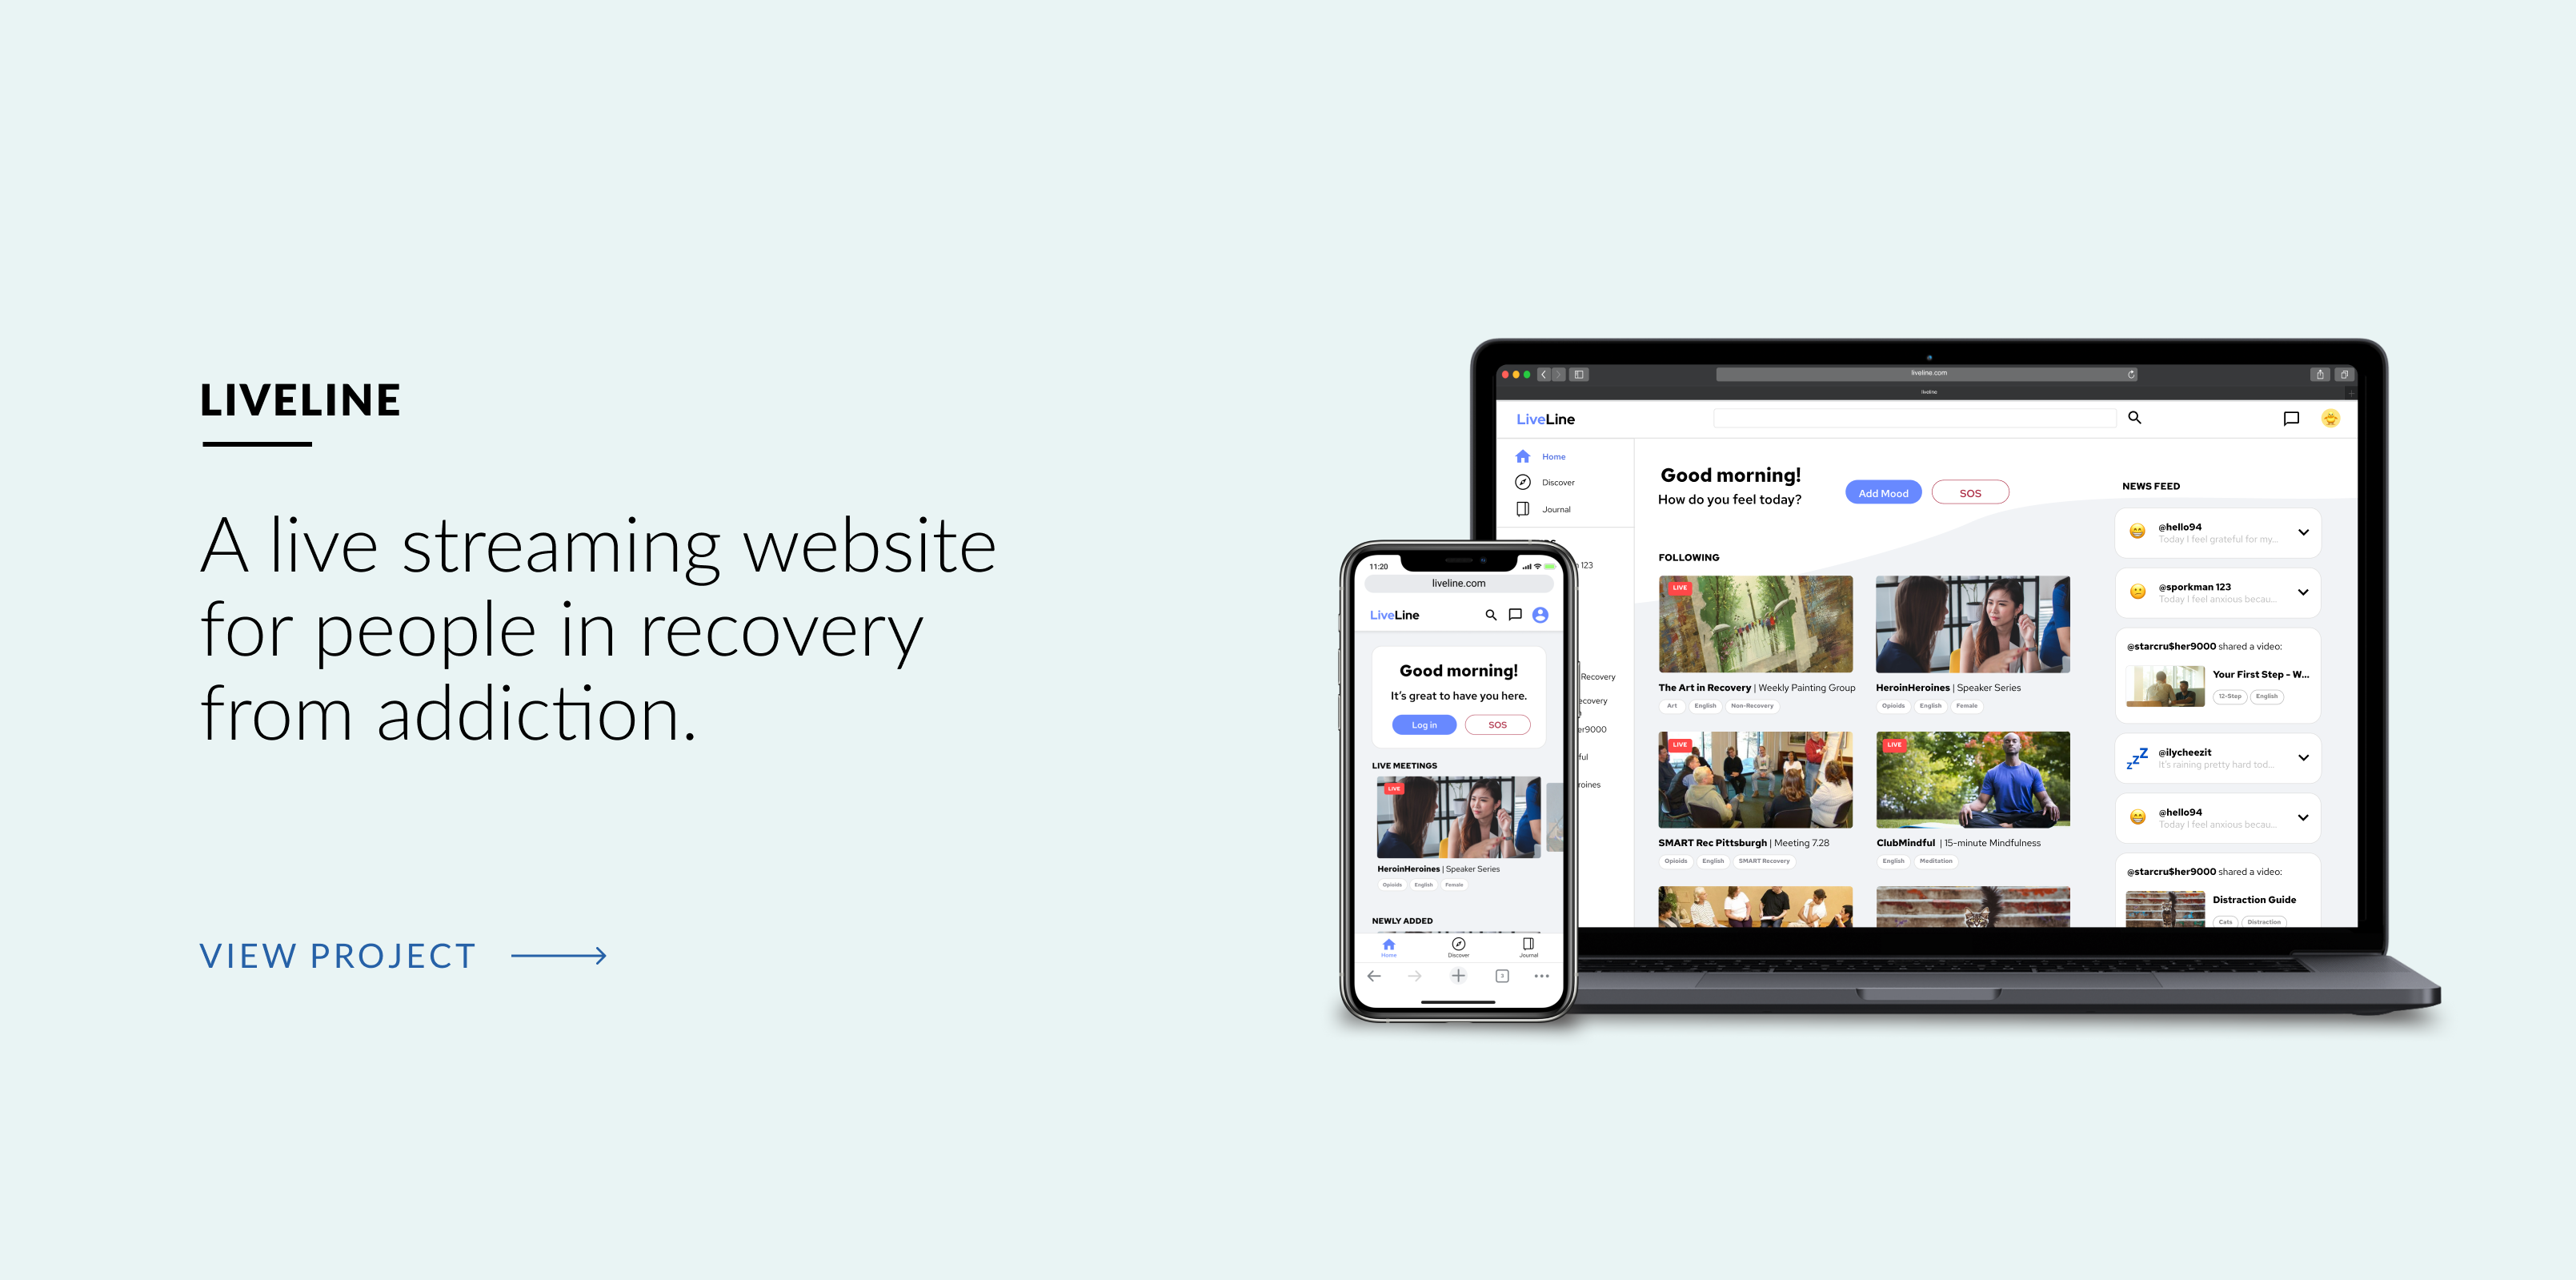 LIVELINE
A live streaming website
for people in recovery
from addiction.
VIEW PROJECT
11:20
liveline.com
LiveLine
Good morning!
It's great to have you here.
Log in
SOS
LIVE MEETINGS
LIVE
HeroinHeroines | Speaker Series
Opioids English Female
NEWLY ADDED
Home Discover Journal
3
liveline.com
liveline
LiveLine
Home
Discover
Journal
123
Recovery
ecovery
er9000
ful
roines
Good morning!
How do you feel today?
Add Mood
SOS
FOLLOWING
LIVE
The Art in Recovery | Weekly Painting Group
Art English Non-Recovery
HeroinHeroines | Speaker Series
Opioids English Female
LIVE
SMART Rec Pittsburgh | Meeting 7.28
Opioids English SMART Recovery
LIVE
ClubMindful | 15-minute Mindfulness
English Meditation
NEWS FEED
@hello94
Today I feel grateful for my...
@sporkman 123
Today I feel anxious becau...
@starcru$her9000 shared a video:
Your First Step - W...
12-Step English
@ilycheezit
It's raining pretty hard tod...
@hello94
Today I feel anxious becau...
@starcru$her9000 shared a video:
Distraction Guide
Cats Distraction